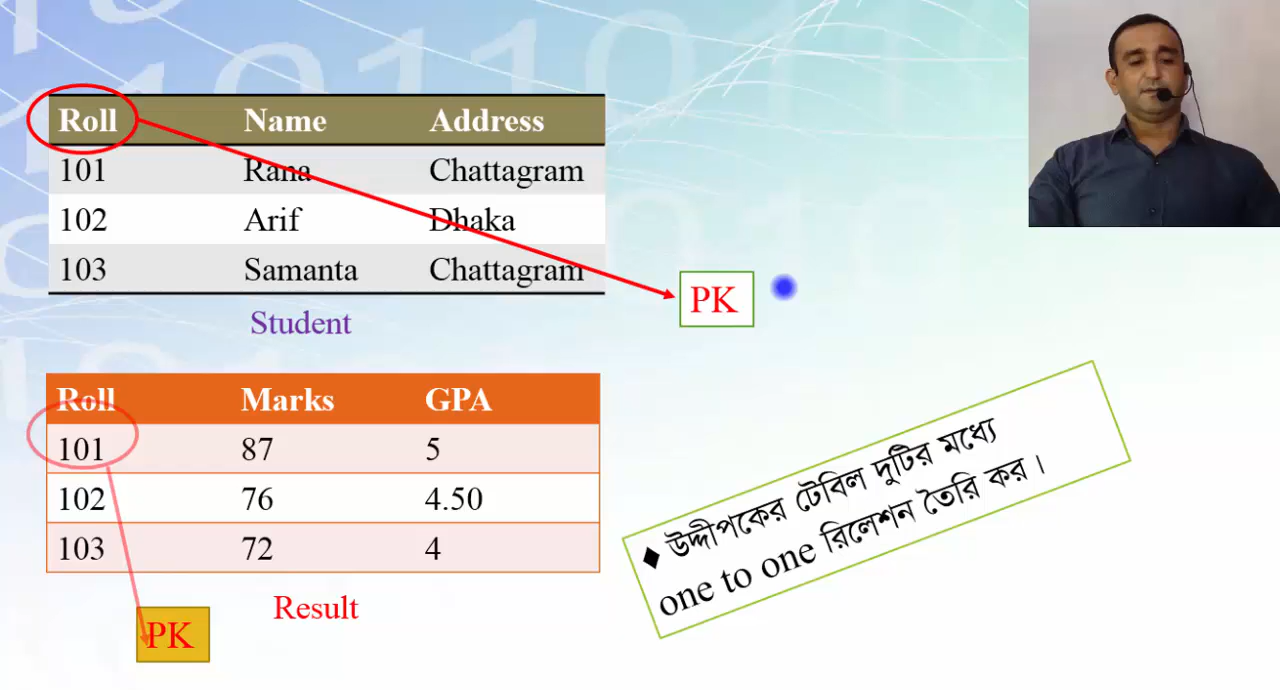 Roll Name Address
101 Rana Chattagram
102 Arif Dhaka
103 Samanta Chattagram
PK
Student
Roll Marks GPA
101 87 5
102 76 4.50
103 72 4
Result
PK
♦ উদ্দীপকের টেবিল দুটির মধ্যে
one to one রিলেশন তৈরি কর।